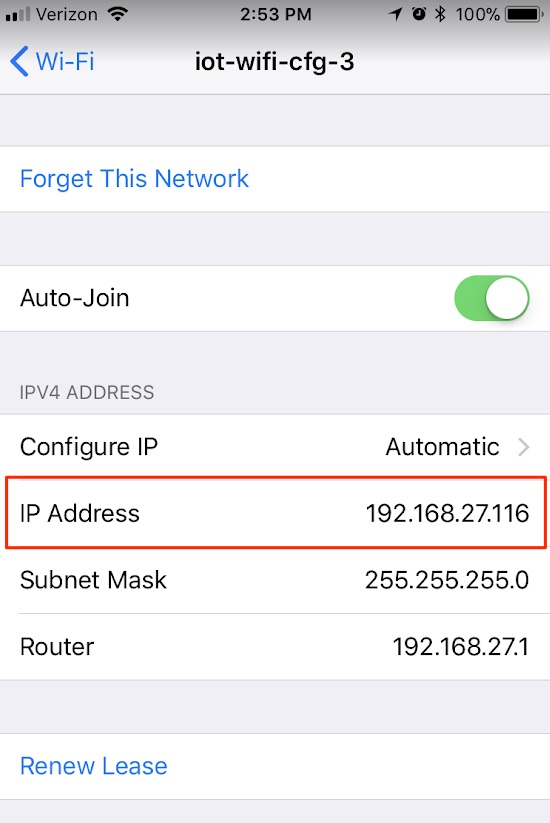 Verizon 2:53 PM 100%
Wi-Fi iot-wifi-cfg-3
Forget This Network
Auto-Join
IPV4 ADDRESS
Configure IP Automatic
IP Address 192.168.27.116
Subnet Mask 255.255.255.0
Router 192.168.27.1
Renew Lease